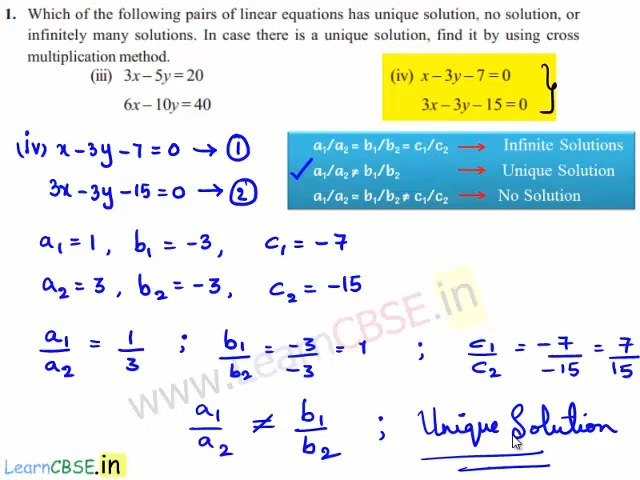 1. Which of the following pairs of linear equations has unique solution, no solution, or
infinitely many solutions. In case there is a unique solution, find it by using cross
multiplication method.
(iii) 3x – 5y = 20
6x – 10y = 40
(iv) x – 3y – 7 = 0
3x – 3y – 15 = 0
(iv) x – 3y – 7 = 0 → ①
3x – 3y – 15 = 0 → ②
a₁/a₂ = b₁/b₂ = c₁/c₂ → Infinite Solutions
✓ a₁/a₂ ≠ b₁/b₂ → Unique Solution
a₁/a₂ = b₁/b₂ ≠ c₁/c₂ → No Solution
a₁ = 1, b₁ = –3, c₁ = –7
a₂ = 3, b₂ = –3, c₂ = –15
a₁/a₂ = 1/3 ; b₁/b₂ = –3/–3 = 1 ; c₁/c₂ = –7/–15 = 7/15
www.LearnCBSE.in
a₁/a₂ ≠ b₁/b₂ ; Unique Solution
LearnCBSE.in